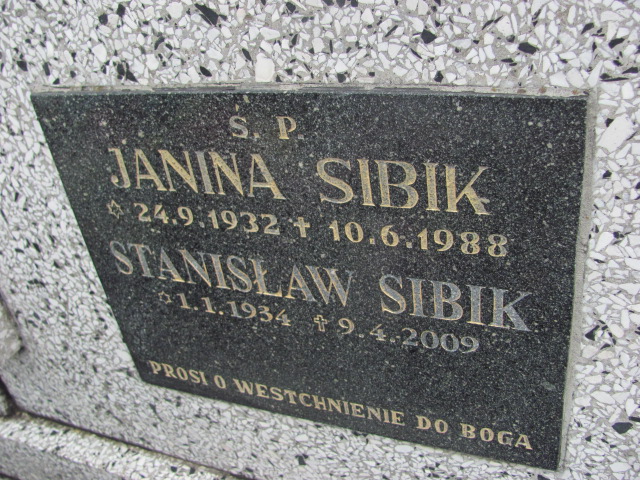 S. P.
JANINA SIBIK
✡ 24.9.1932 ✝ 10.6.1988
STANISŁAW SIBIK
✡ 1.1.1934 ✝ 9.4.2009
PROSI O WESTCHNIENIE DO BOGA